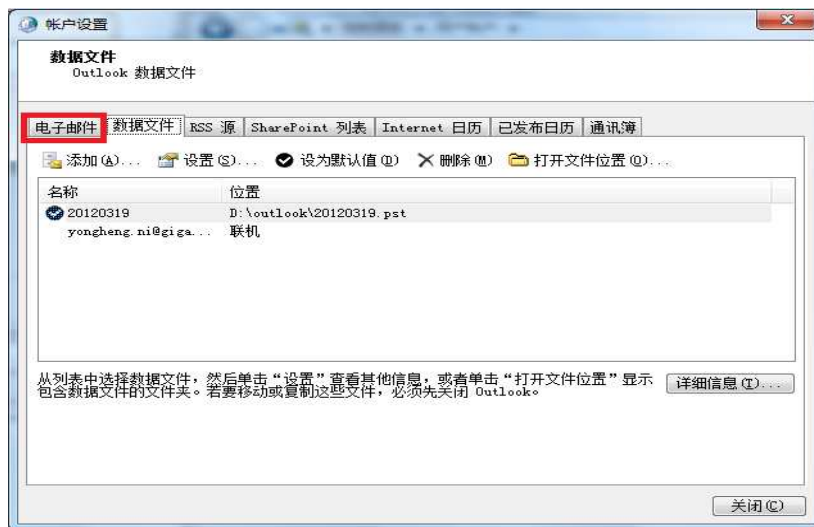 帐户设置
数据文件
Outlook 数据文件
电子邮件 数据文件 RSS 源 SharePoint 列表 Internet 日历 已发布日历 通讯簿
添加(A)... 设置(S)... 设为默认值(D) 删除(M) 打开文件位置(O)...
名称 位置
20120319 D:\outlook\20120319.pst
yongheng.ni@giga... 联机
从列表中选择数据文件，然后单击“设置”查看其他信息，或者单击“打开文件位置”显示
包含数据文件的文件夹。若要移动或复制这些文件，必须先关闭 Outlook。
详细信息(T)...
关闭(C)